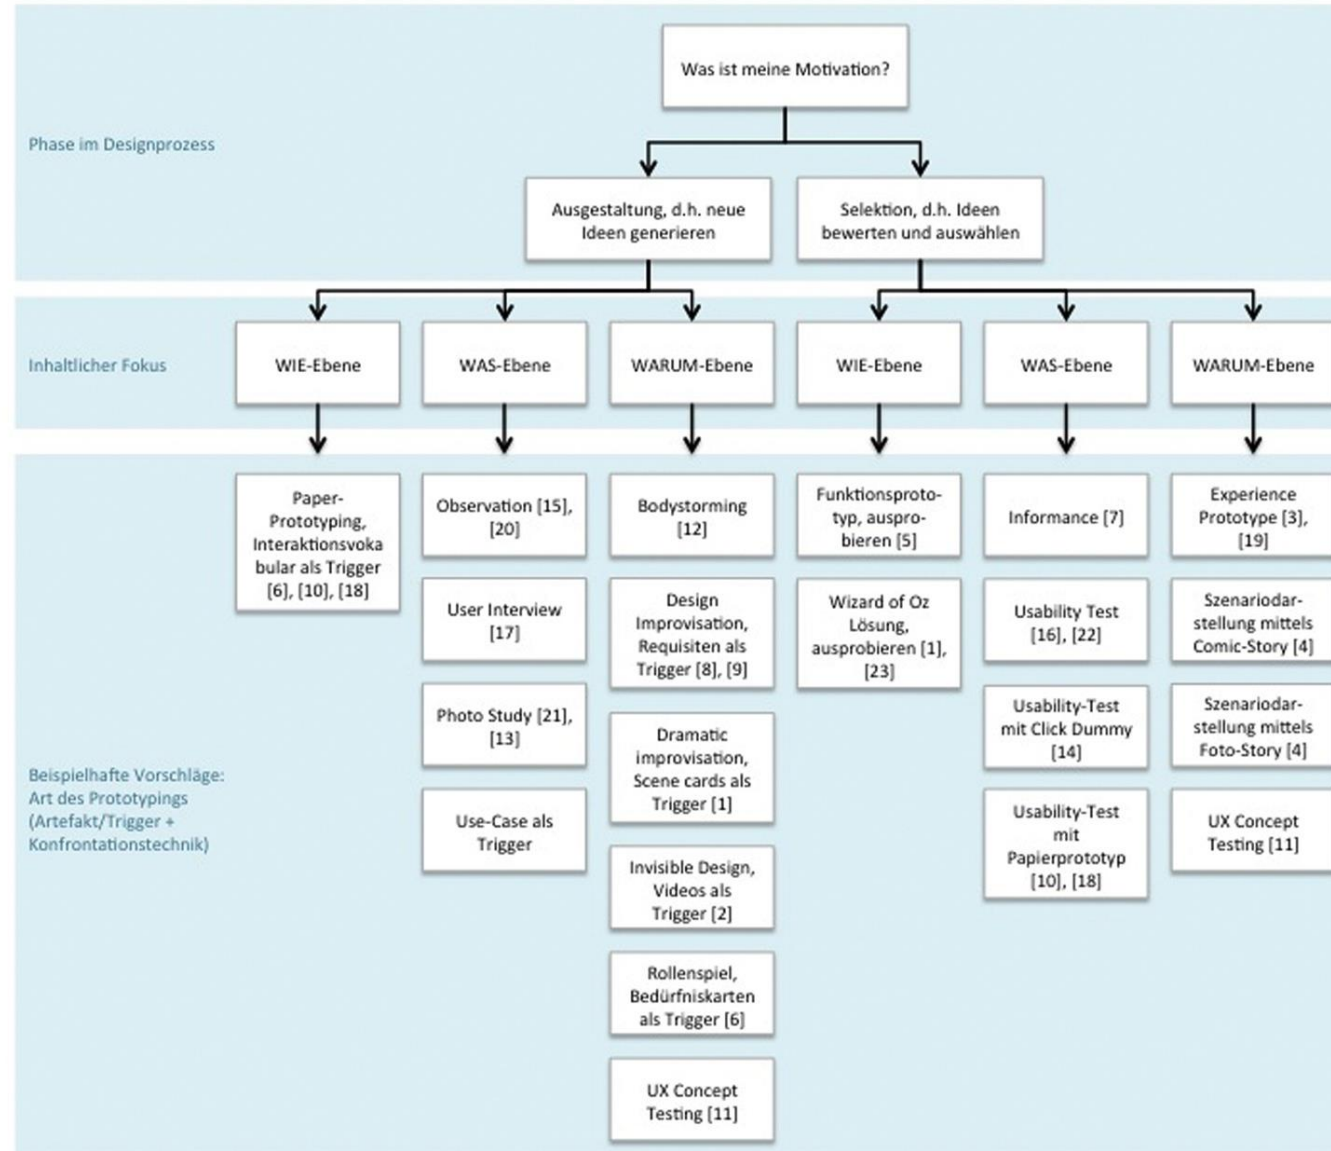 Was ist meine Motivation?
Phase im Designprozess
Ausgestaltung, d.h. neue
Ideen generieren
Selektion, d.h. Ideen
bewerten und auswählen
Inhaltlicher Fokus
WIE-Ebene
WAS-Ebene
WARUM-Ebene
WIE-Ebene
WAS-Ebene
WARUM-Ebene
Beispielhafte Vorschläge:
Art des Prototypings
(Artefakt/Trigger +
Konfrontationstechnik)
Paper-
Prototyping,
Interaktionsvoka
bular als Trigger
[6], [10], [18]
Observation [15],
[20]
User Interview
[17]
Photo Study [21],
[13]
Use-Case als
Trigger
Bodystorming
[12]
Design
Improvisation,
Requisiten als
Trigger [8], [9]
Dramatic
improvisation,
Scene cards als
Trigger [1]
Invisible Design,
Videos als
Trigger [2]
Rollenspiel,
Bedürfniskarten
als Trigger [6]
UX Concept
Testing [11]
Funktionsproto-
typ, auspro-
bieren [5]
Wizard of Oz
Lösung,
ausprobieren [1],
[23]
Informance [7]
Usability Test
[16], [22]
Usability-Test
mit Click Dummy
[14]
Usability-Test
mit
Papierprototyp
[10], [18]
Experience
Prototype [3],
[19]
Szenariodar-
stellung mittels
Comic-Story [4]
Szenariodar-
stellung mittels
Foto-Story [4]
UX Concept
Testing [11]